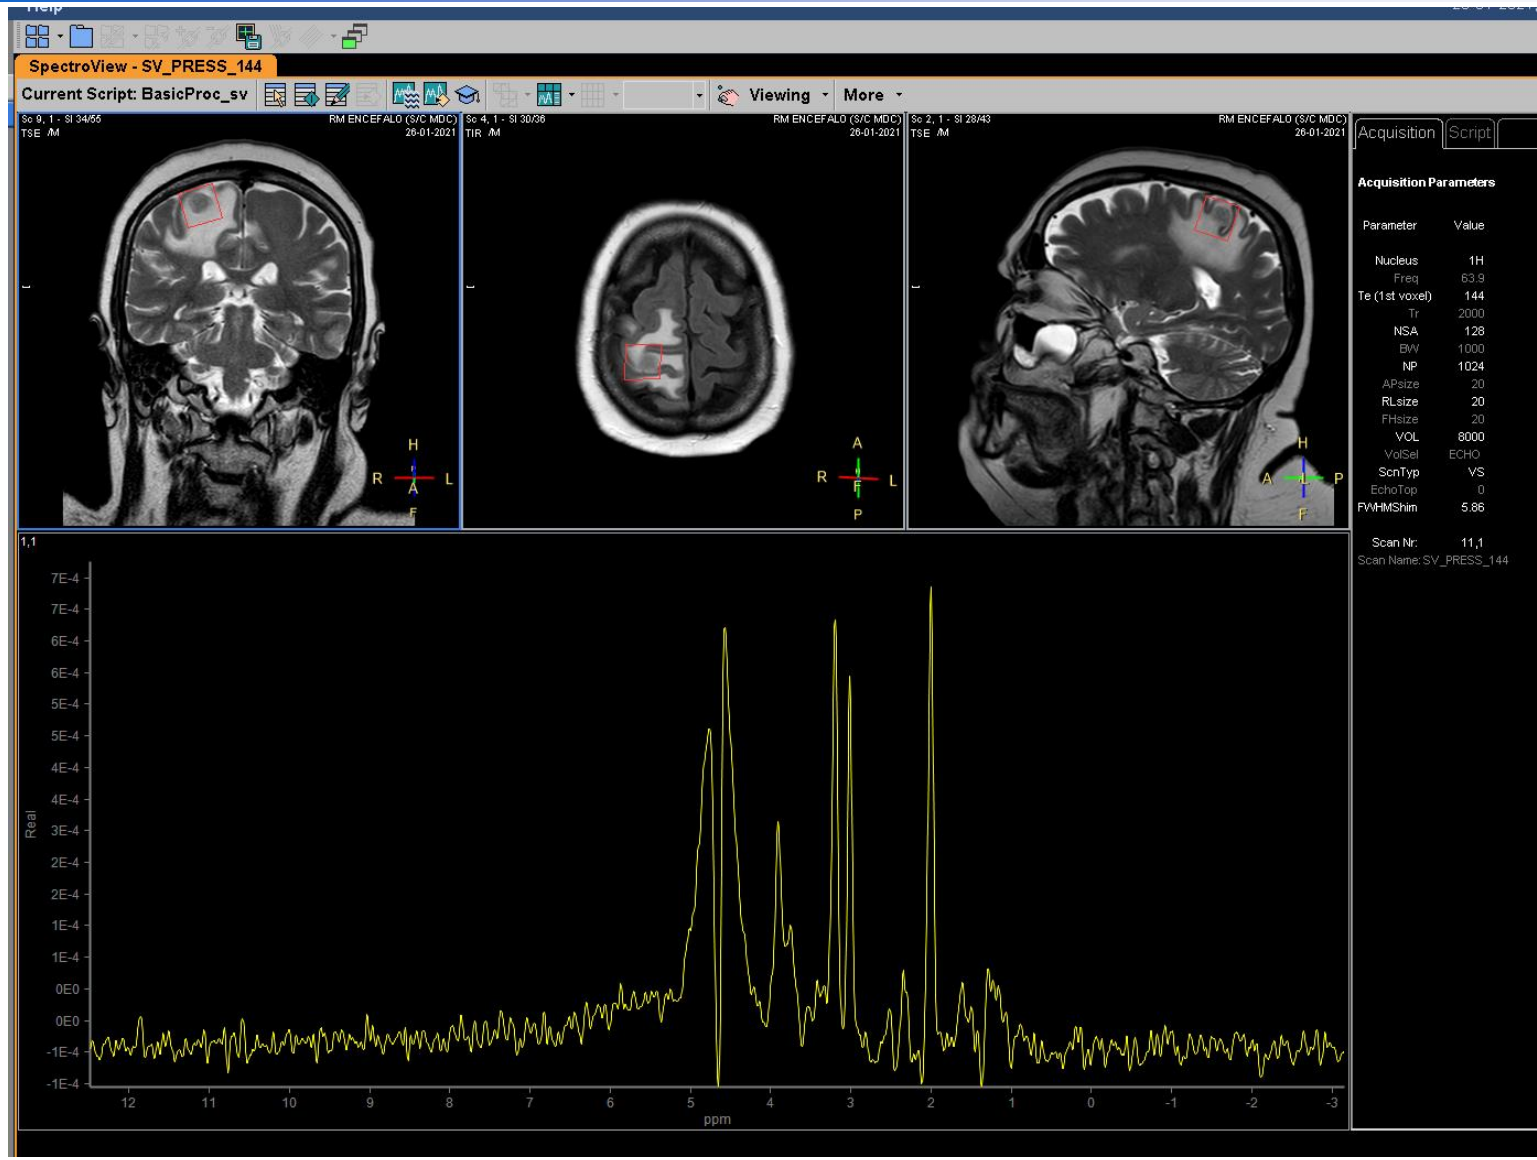 Help
SpectroView - SV_PRESS_144
Current Script: BasicProc_sv
Viewing
More
Sc 9, 1 - Sl 34/55
RM ENCEFALO (S/C MDC)
TSE /M
26-01-2021
H
R
L
A
F
Sc 4, 1 - Sl 30/36
RM ENCEFALO (S/C MDC)
TIR /M
26-01-2021
A
H
R
L
F
P
Sc 2, 1 - Sl 28/43
RM ENCEFALO (S/C MDC)
TSE /M
26-01-2021
H
A
L
P
F
Acquisition Script
Acquisition Parameters
Parameter Value
Nucleus 1H
Freq 63.9
Te (1st voxel) 144
Tr 2000
NSA 128
BW 1000
NP 1024
APsize 20
RLsize 20
FHsize 20
VOL 8000
VolSel ECHO
ScnTyp VS
EchoTop 0
FWHMShim 5.86
Scan Nr: 11,1
Scan Name: SV_PRESS_144
1,1
7E-4
7E-4
6E-4
6E-4
5E-4
5E-4
4E-4
4E-4
3E-4
2E-4
2E-4
1E-4
1E-4
0E0
0E0
-1E-4
-1E-4
Real
12 11 10 9 8 7 6 5 4 3 2 1 0 -1 -2 -3
ppm